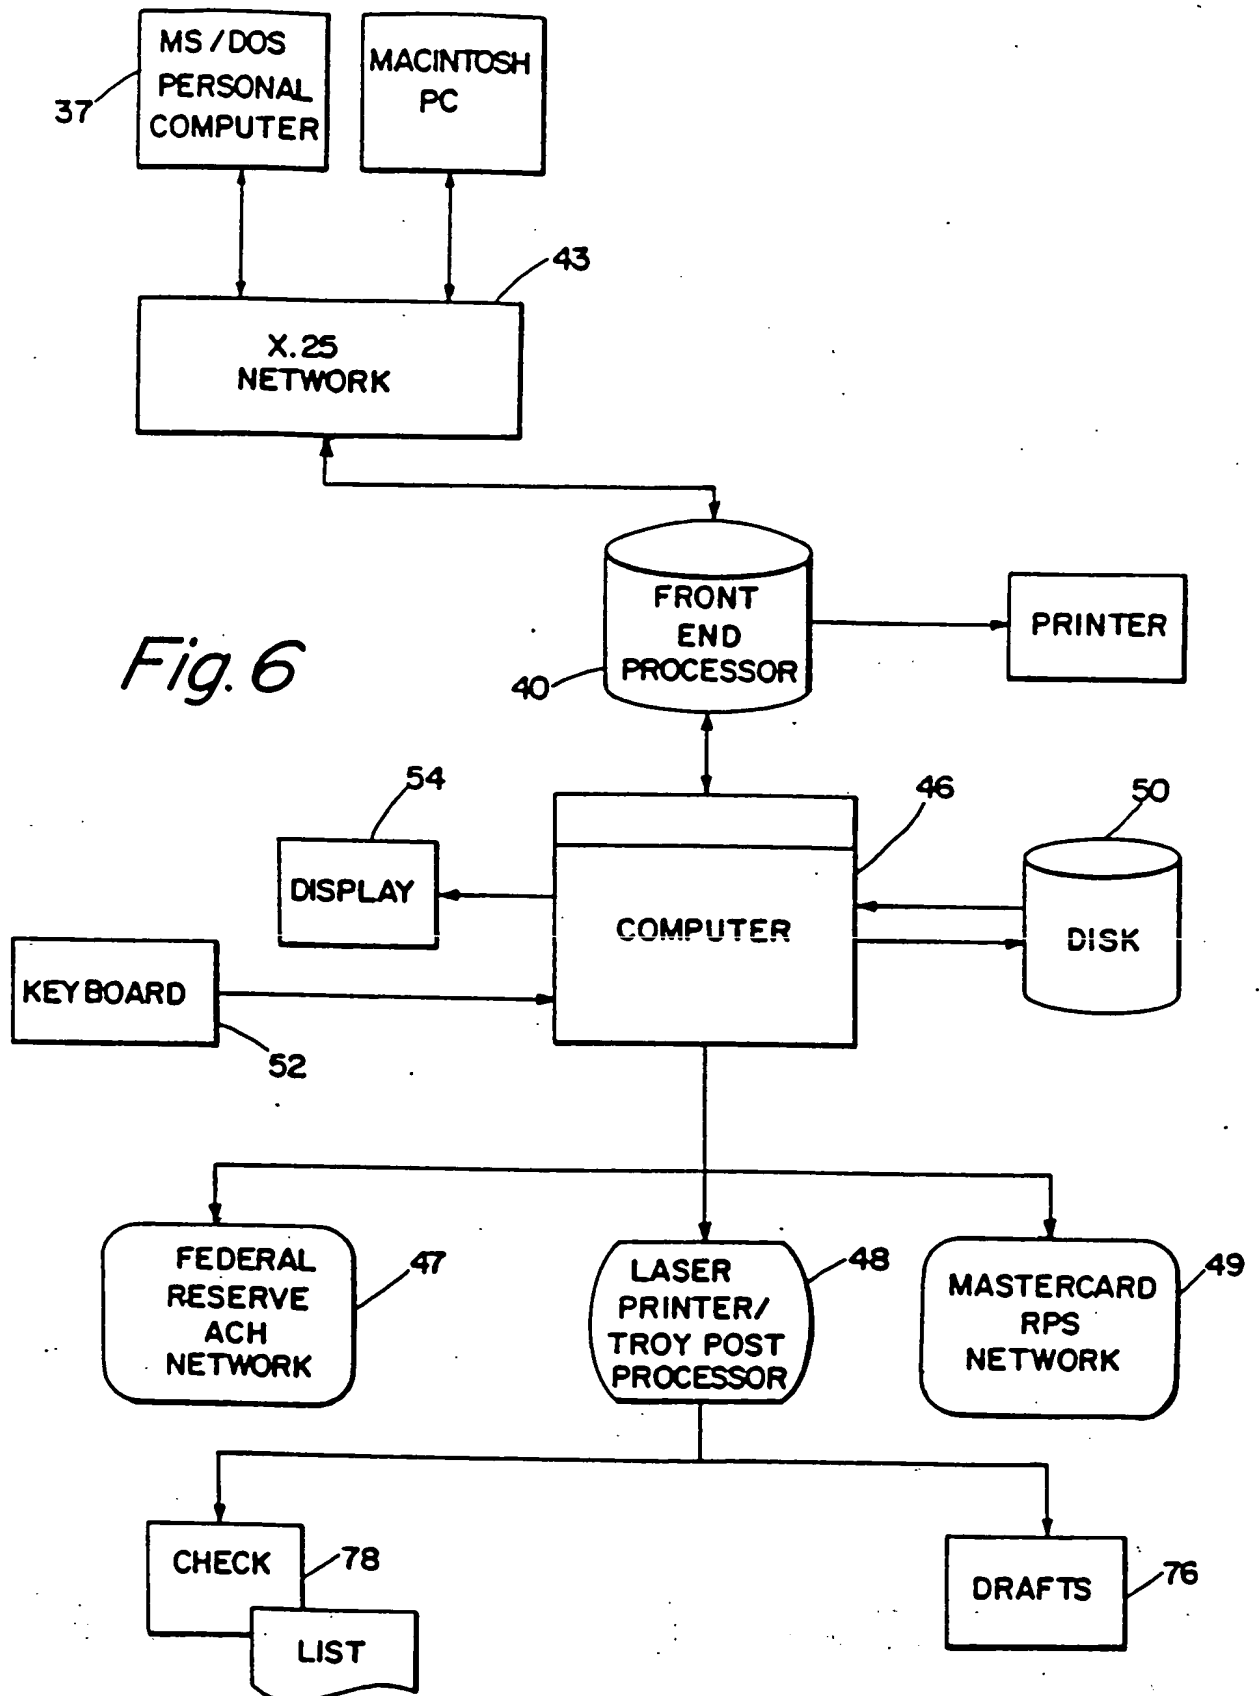 MS/DOS
PERSONAL
COMPUTER
MACINTOSH
PC
37
43
X.25
NETWORK
FRONT
END
PROCESSOR
PRINTER
Fig. 6
40
54
46
50
DISPLAY
COMPUTER
DISK
KEYBOARD
52
FEDERAL
RESERVE
ACH
NETWORK
47
LASER
PRINTER/
TROY POST
PROCESSOR
48
MASTERCARD
RPS
NETWORK
49
CHECK
78
LIST
DRAFTS
76